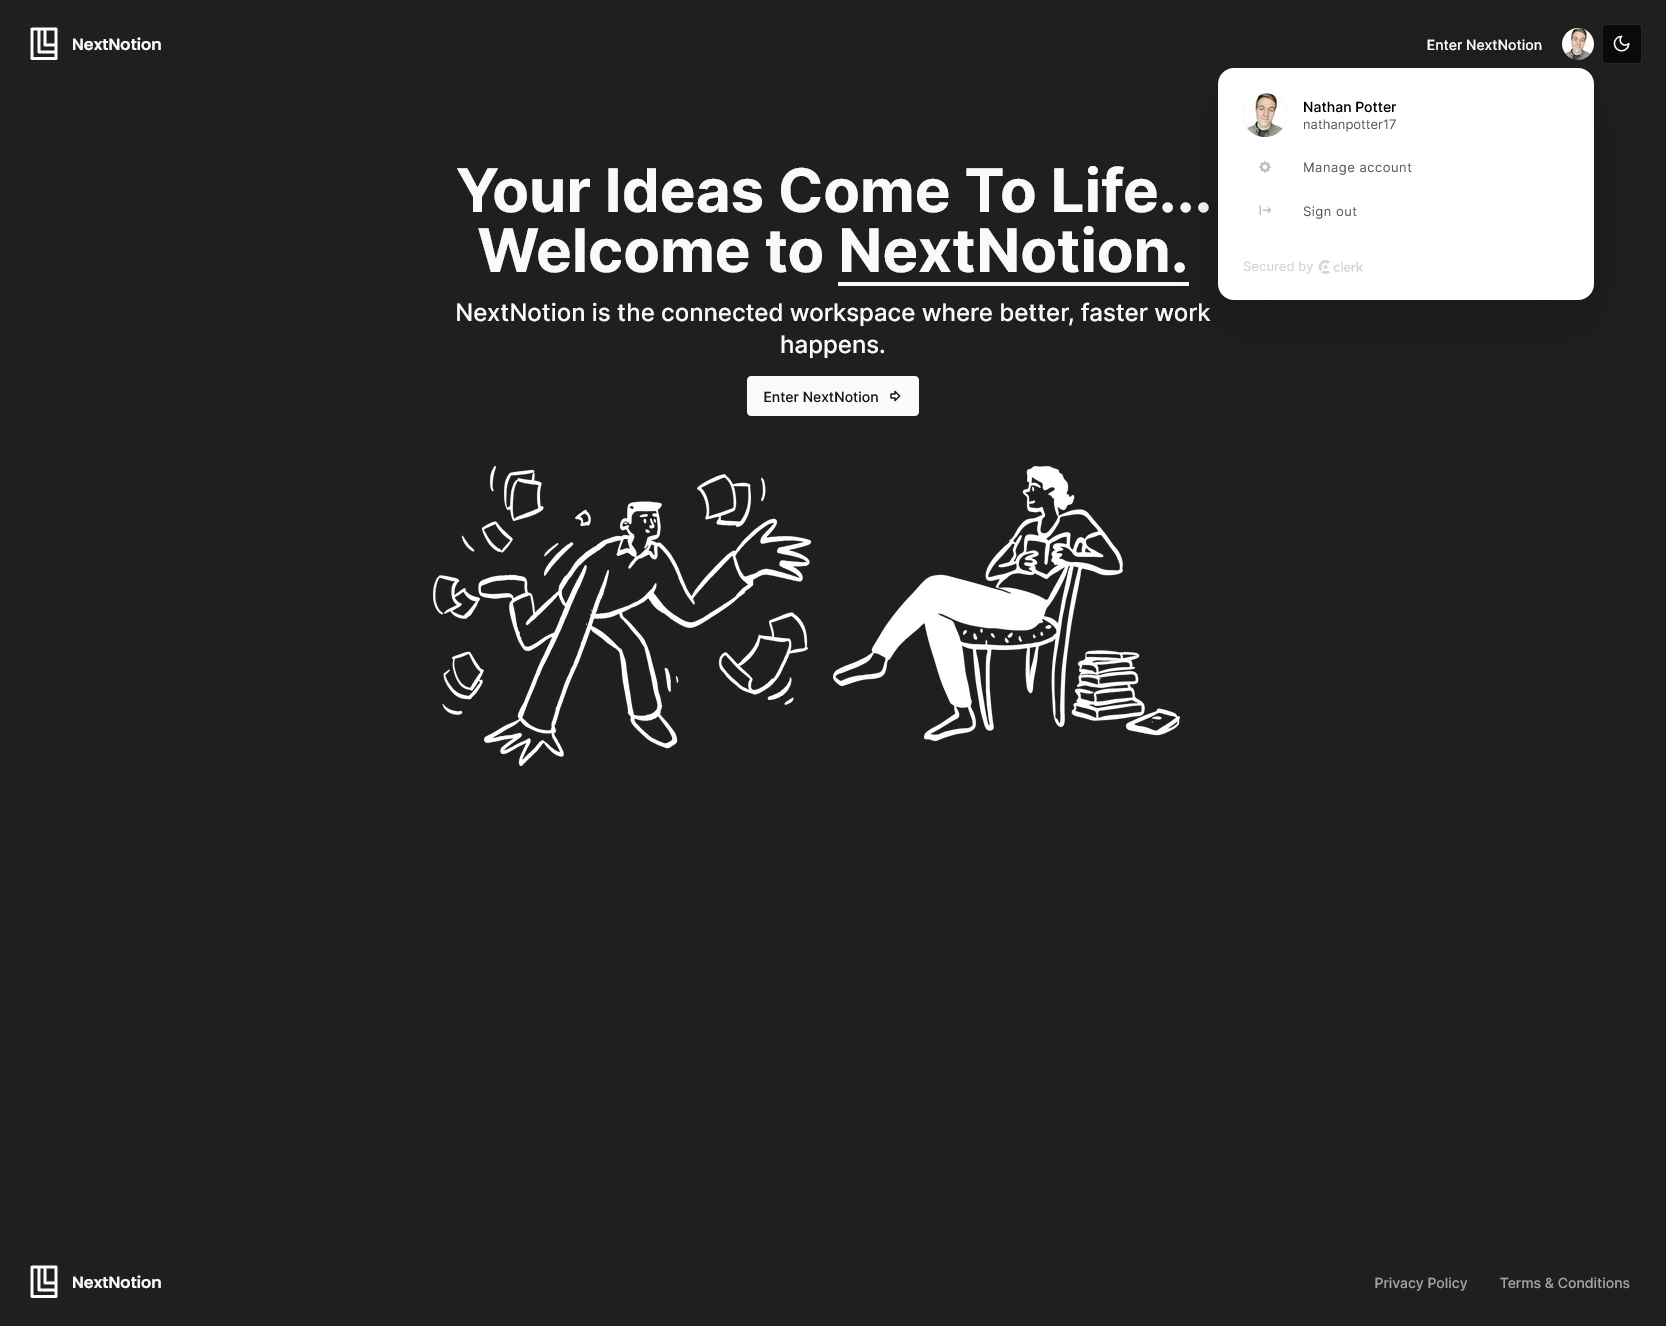 NextNotion
Enter NextNotion
Nathan Potter
nathanpotter17
Manage account
Sign out
Secured by clerk
Your Ideas Come To Life...
Welcome to NextNotion.
NextNotion is the connected workspace where better, faster work
happens.
Enter NextNotion
NextNotion
Privacy Policy
Terms & Conditions